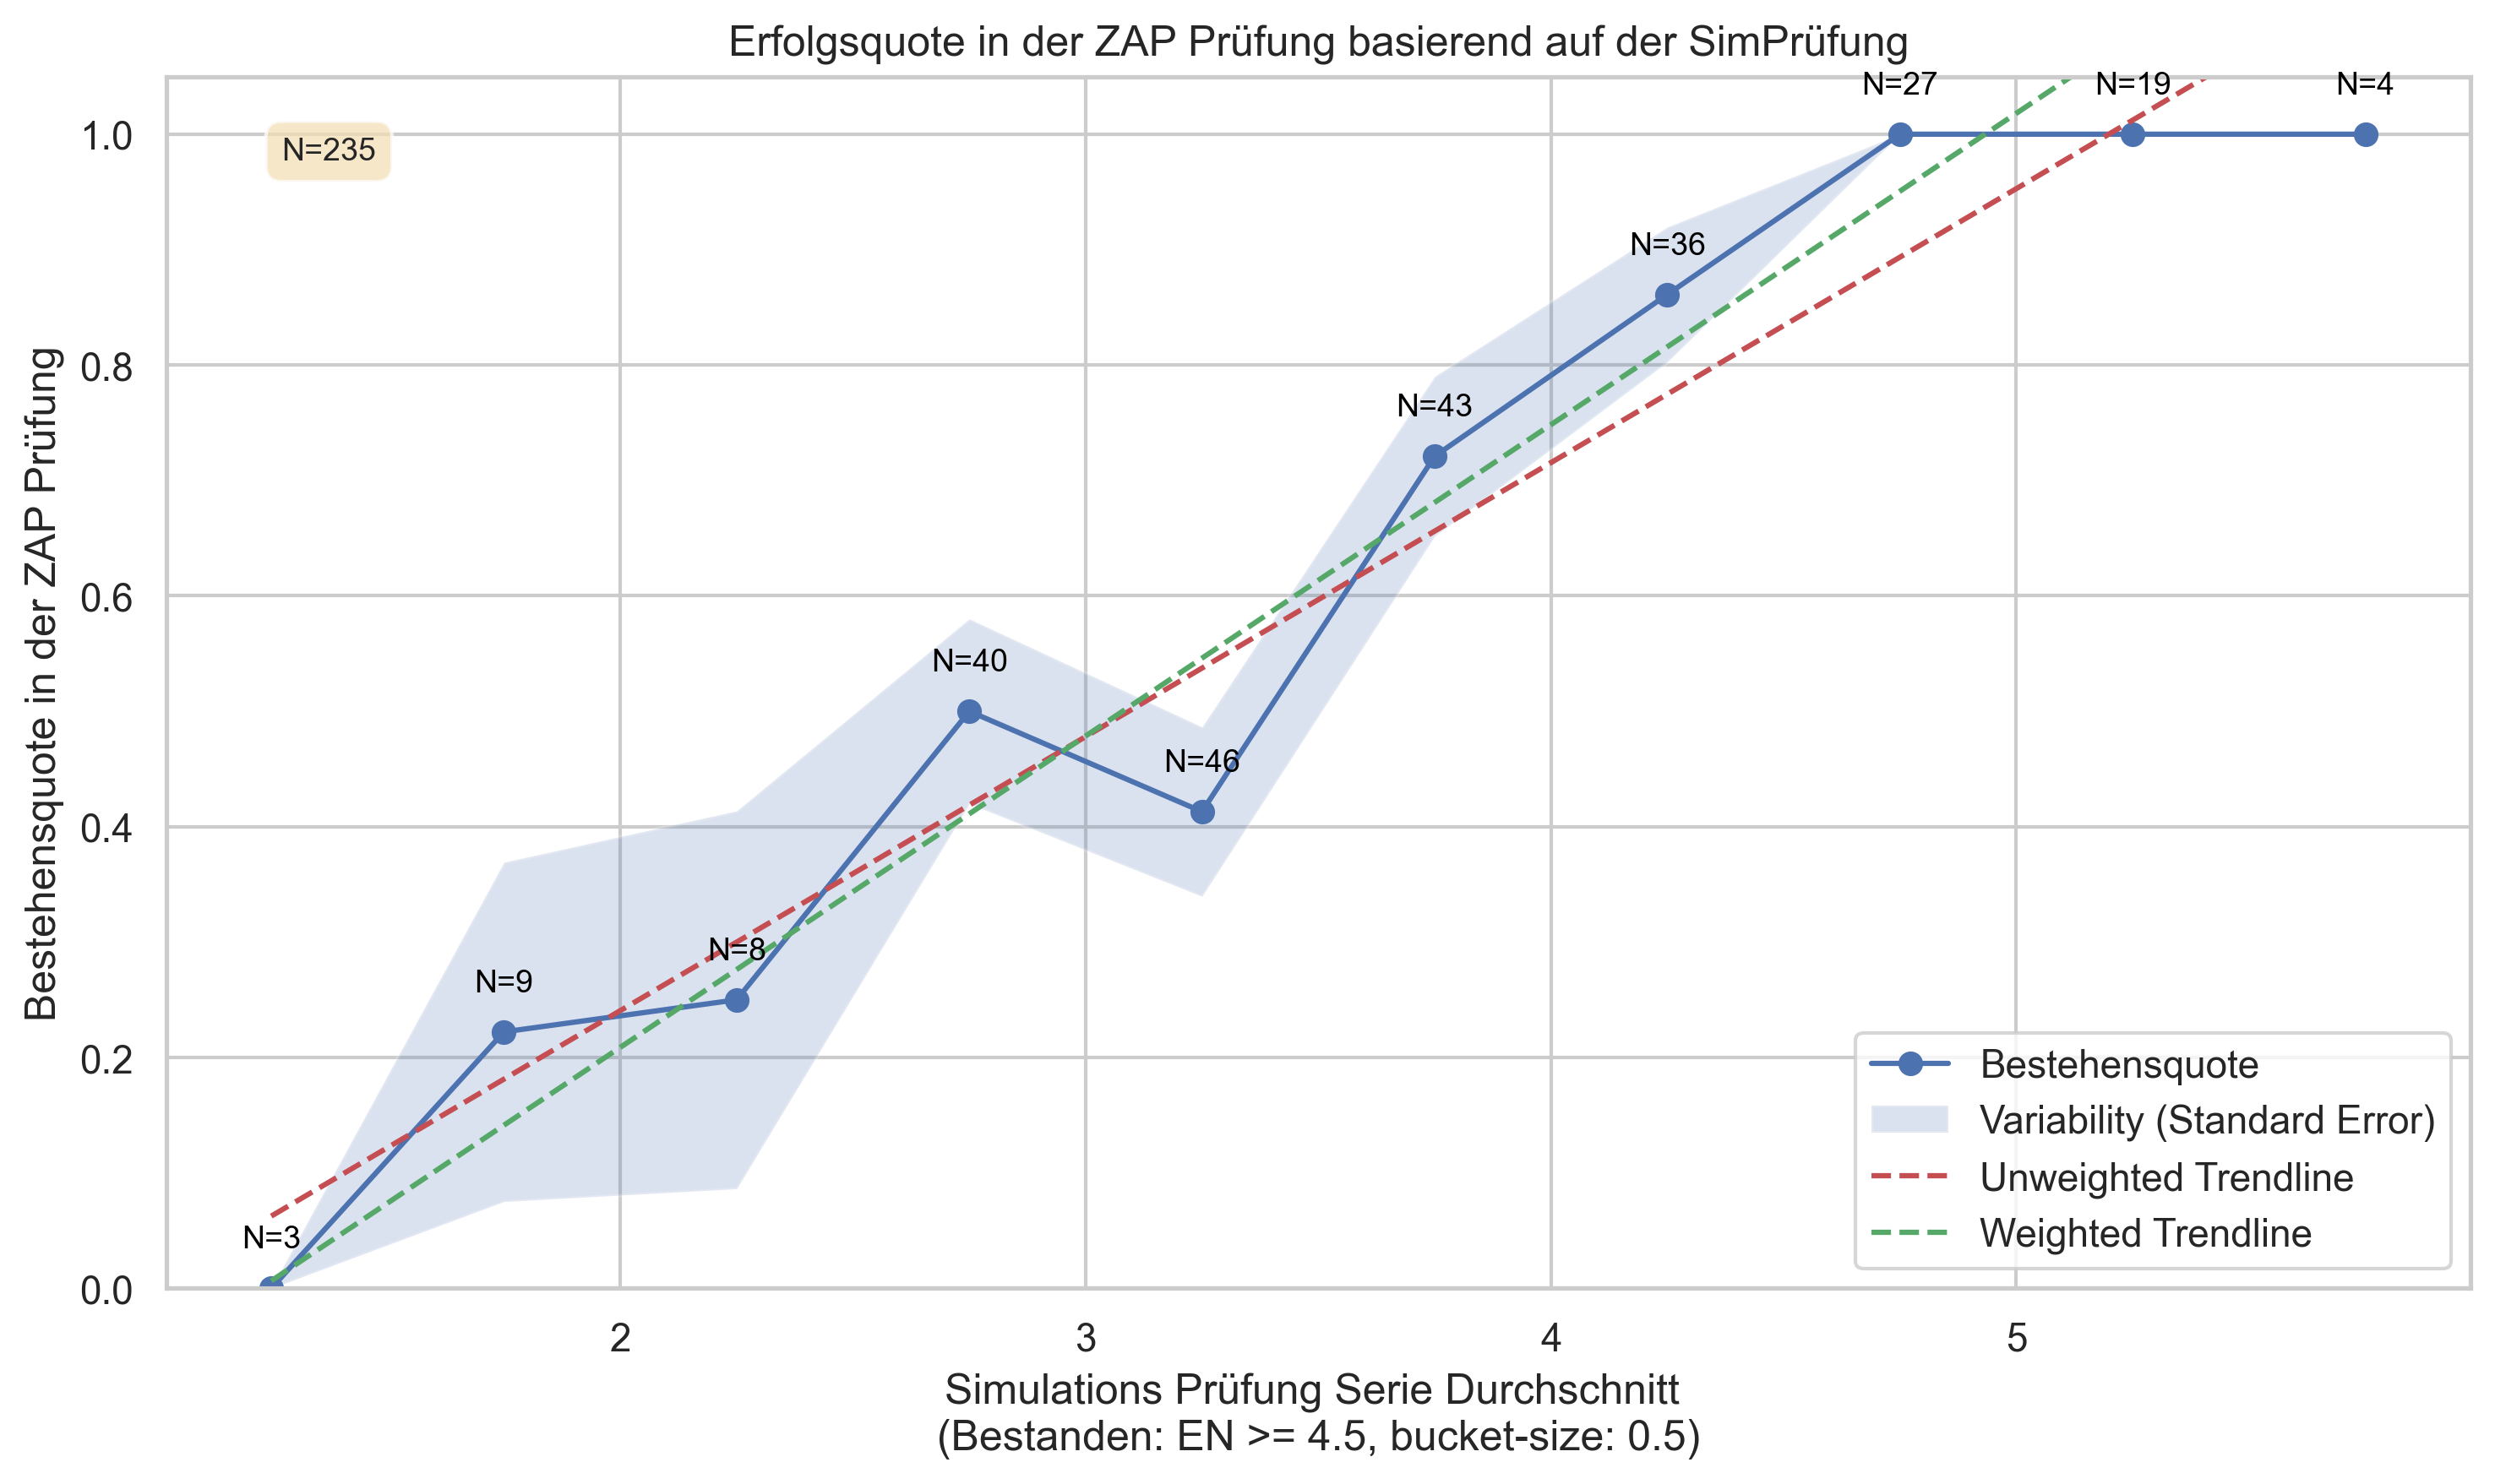 Erfolgsquote in der ZAP Prüfung basierend auf der SimPrüfung
N=235
N=3
N=9
N=8
N=40
N=46
N=43
N=36
N=27
N=19
N=4
1.0
0.8
0.6
0.4
0.2
0.0
Bestehensquote in der ZAP Prüfung
2
3
4
5
Simulations Prüfung Serie Durchschnitt
(Bestanden: EN >= 4.5, bucket-size: 0.5)
Bestehensquote
Variability (Standard Error)
Unweighted Trendline
Weighted Trendline